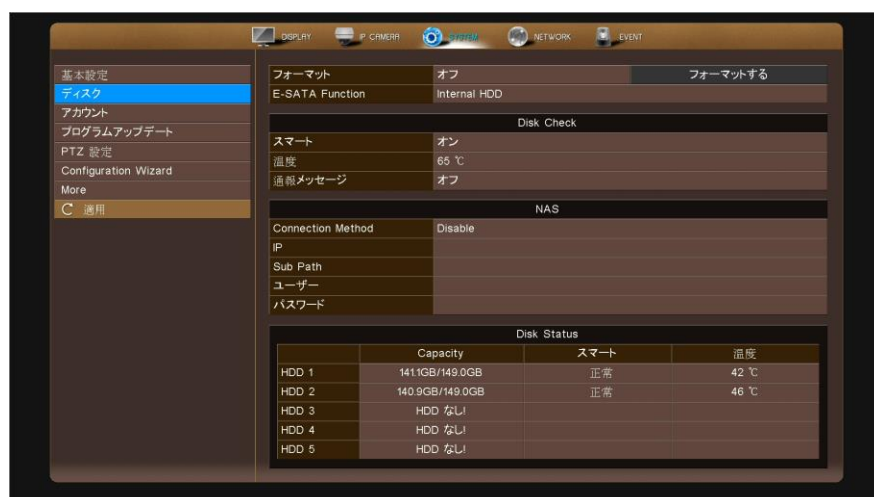 DISPLAY IP CAMERA SYSTEM NETWORK EVENT
基本設定
ディスク
アカウント
プログラムアップデート
PTZ 設定
Configuration Wizard
More
適用
フォーマット オフ フォーマットする
E-SATA Function Internal HDD
Disk Check
スマート オン
温度 65 ℃
通報メッセージ オフ
NAS
Connection Method Disable
IP
Sub Path
ユーザー
パスワード
Disk Status
Capacity スマート 温度
HDD 1 141.1GB/149.0GB 正常 42 ℃
HDD 2 140.9GB/149.0GB 正常 46 ℃
HDD 3 HDD なし!
HDD 4 HDD なし!
HDD 5 HDD なし!